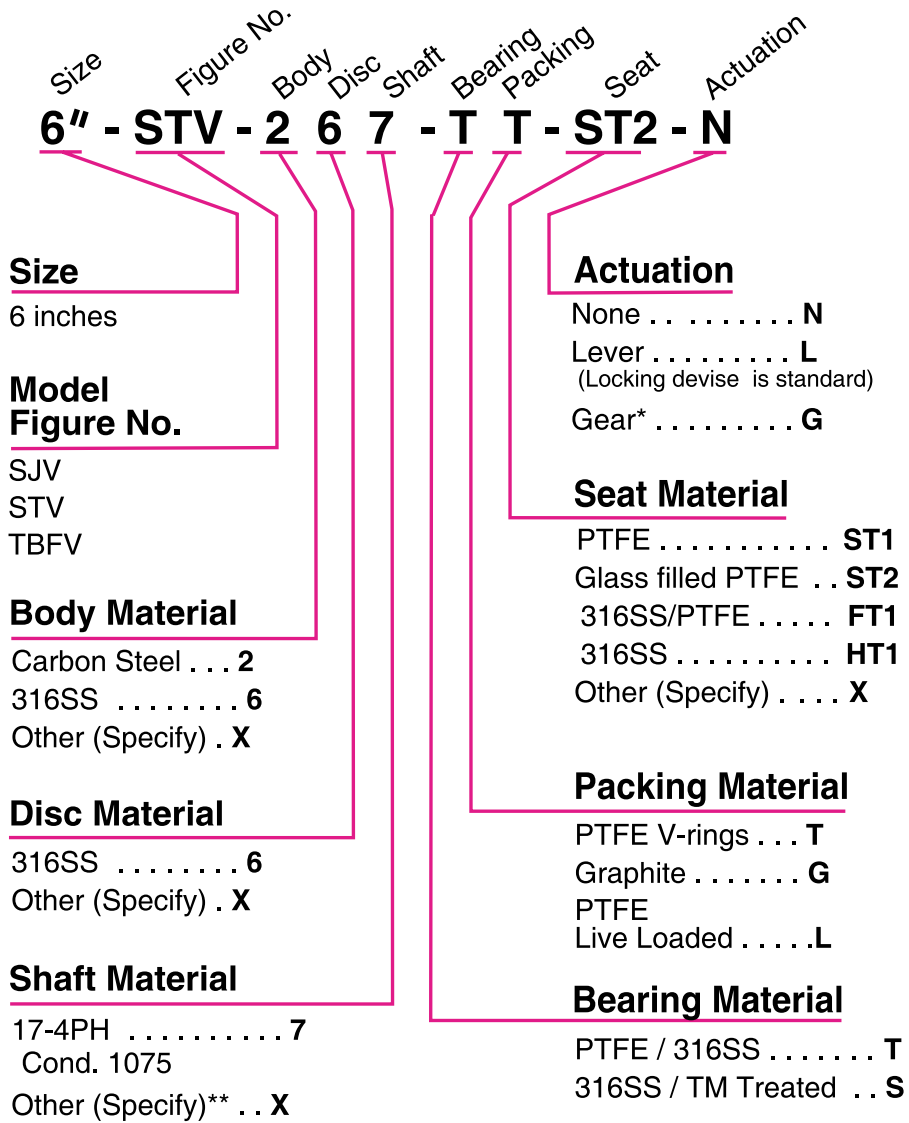 Size Figure No. Body Disc Shaft Bearing Packing Seat Actuation
6" - STV - 2 6 7 - T T - ST2 - N
Size
6 inches
Model
Figure No.
SJV
STV
TBFV
Body Material
Carbon Steel . . . 2
316SS . . . . . . . . 6
Other (Specify) . X
Disc Material
316SS . . . . . . . . 6
Other (Specify) . X
Shaft Material
17-4PH . . . . . . . . . . 7
Cond. 1075
Other (Specify)** . . X
Actuation
None . . . . . . . . . N
Lever . . . . . . . . . L
(Locking devise is standard)
Gear* . . . . . . . . . G
Seat Material
PTFE . . . . . . . . . . . ST1
Glass filled PTFE . . ST2
316SS/PTFE . . . . . FT1
316SS . . . . . . . . . . HT1
Other (Specify) . . . . X
Packing Material
PTFE V-rings . . . T
Graphite . . . . . . . G
PTFE
Live Loaded . . . . .L
Bearing Material
PTFE / 316SS . . . . . . . T
316SS / TM Treated . . S